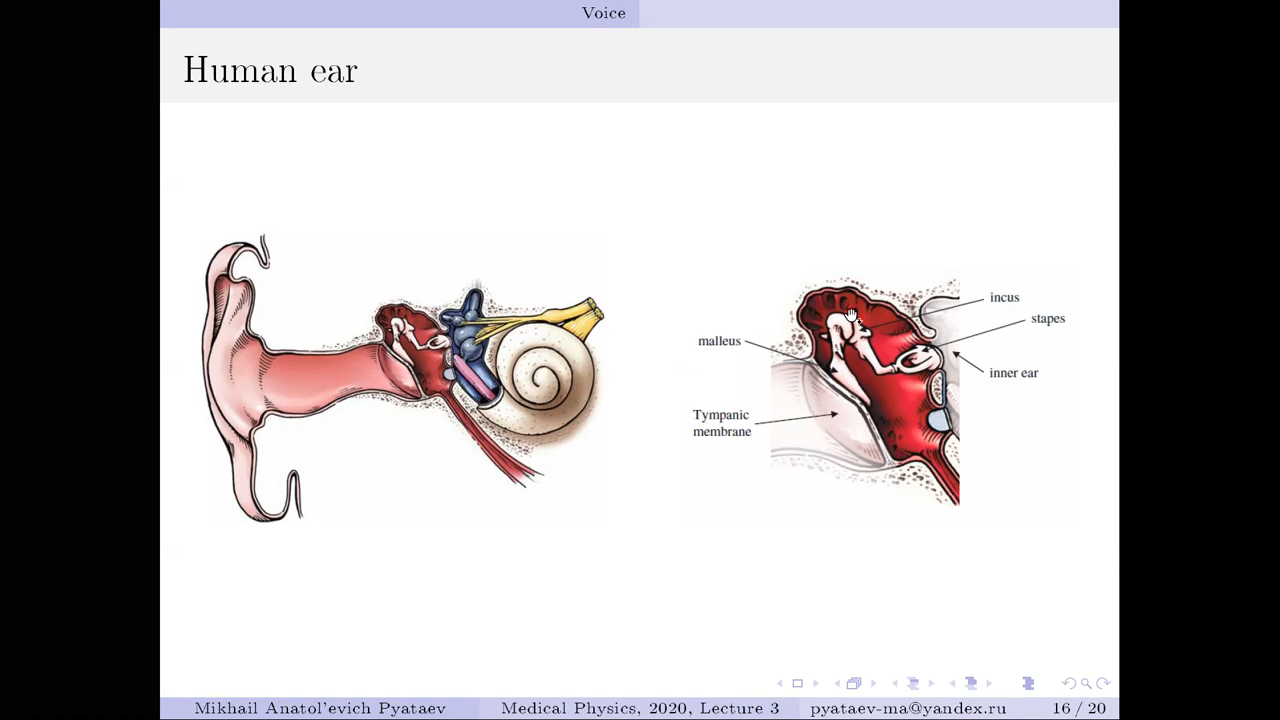 Voice
Human ear
incus
stapes
malleus
inner ear
Tympanic
membrane
Mikhail Anatol'evich Pyataev
Medical Physics, 2020, Lecture 3
pyataev-ma@yandex.ru
16 / 20